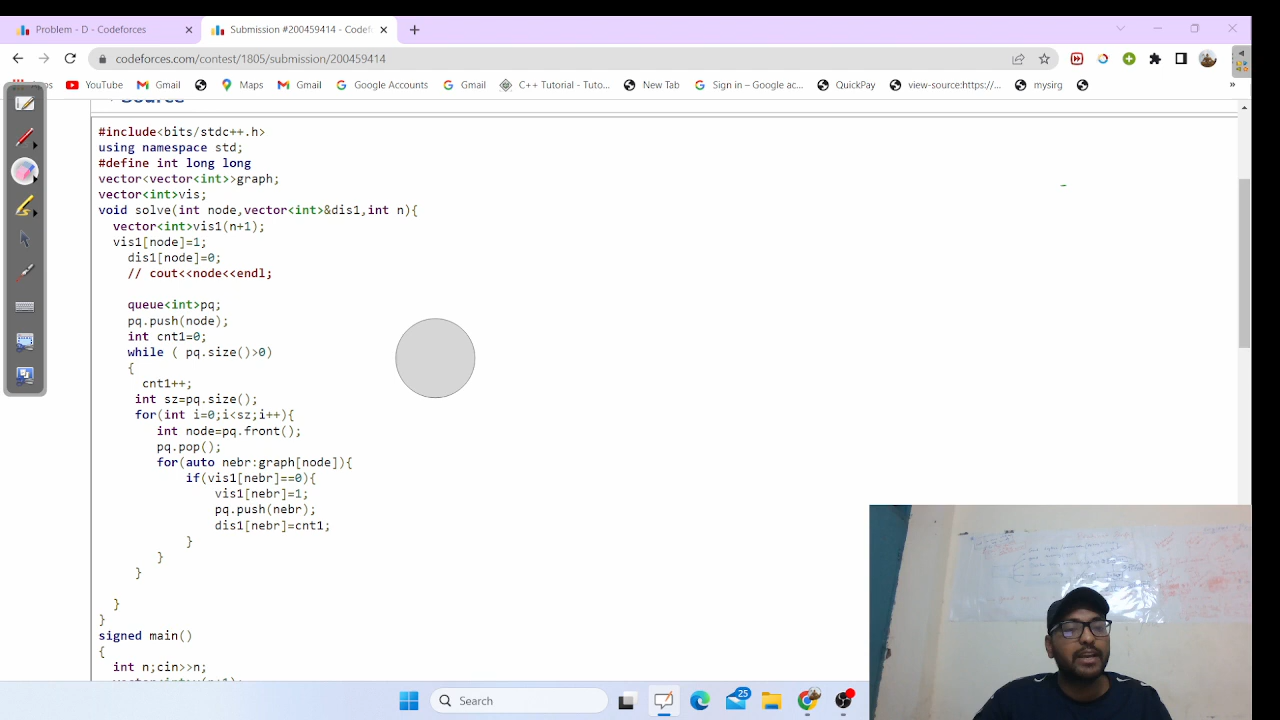 Problem - D - Codeforces
Submission #200459414 - Codef
codeforces.com/contest/1805/submission/200459414
YouTube
Gmail
Maps
Gmail
Google Accounts
Gmail
C++ Tutorial - Tuto...
New Tab
Sign in – Google ac...
QuickPay
view-source:https://...
mysirg
»
Source
#include<bits/stdc++.h>
using namespace std;
#define int long long
vector<vector<int>>graph;
vector<int>vis;
void solve(int node,vector<int>&dis1,int n){
vector<int>vis1(n+1);
vis1[node]=1;
dis1[node]=0;
// cout<<node<<endl;
queue<int>pq;
pq.push(node);
int cnt1=0;
while ( pq.size()>0)
{
cnt1++;
int sz=pq.size();
for(int i=0;i<sz;i++){
int node=pq.front();
pq.pop();
for(auto nebr:graph[node]){
if(vis1[nebr]==0){
vis1[nebr]=1;
pq.push(nebr);
dis1[nebr]=cnt1;
}
}
}
}
}
signed main()
{
int n;cin>>n;
Search
25